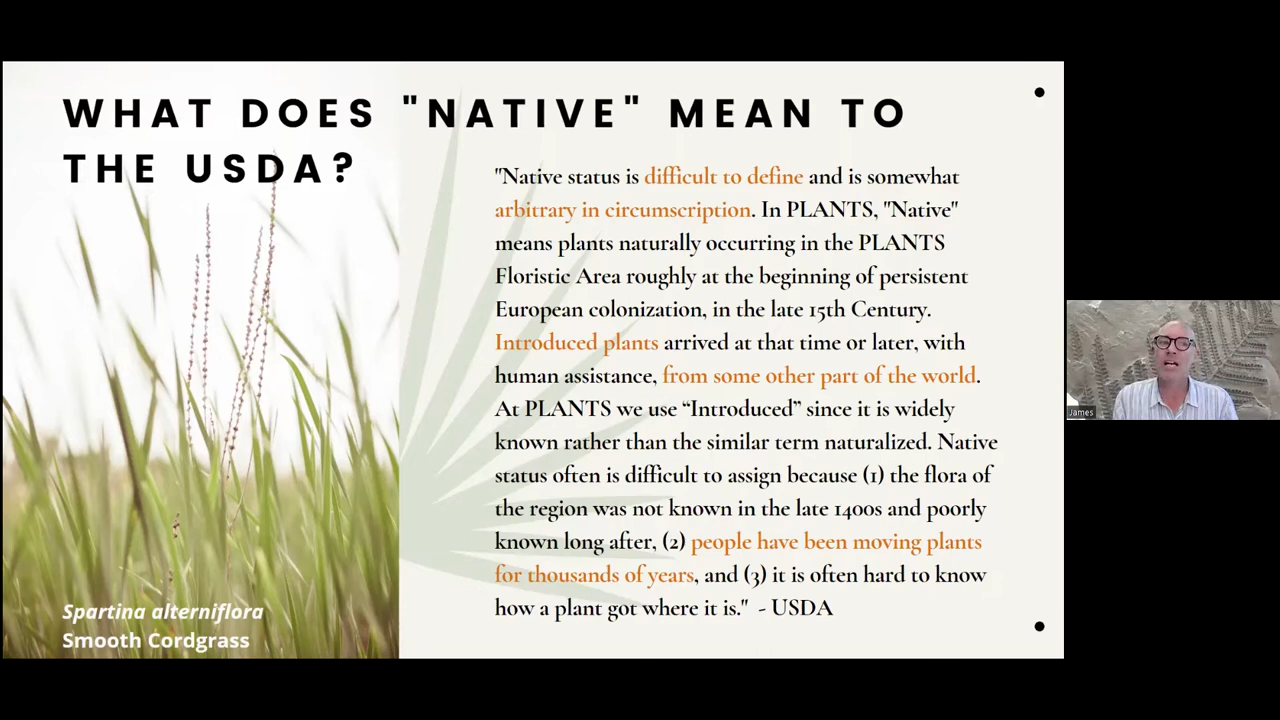 WHAT DOES "NATIVE" MEAN TO
THE USDA?
"Native status is difficult to define and is somewhat
arbitrary in circumscription. In PLANTS, "Native"
means plants naturally occurring in the PLANTS
Floristic Area roughly at the beginning of persistent
European colonization, in the late 15th Century.
Introduced plants arrived at that time or later, with
human assistance, from some other part of the world.
At PLANTS we use “Introduced” since it is widely
known rather than the similar term naturalized. Native
status often is difficult to assign because (1) the flora of
the region was not known in the late 1400s and poorly
known long after, (2) people have been moving plants
for thousands of years, and (3) it is often hard to know
how a plant got where it is." - USDA
Spartina alterniflora
Smooth Cordgrass
James